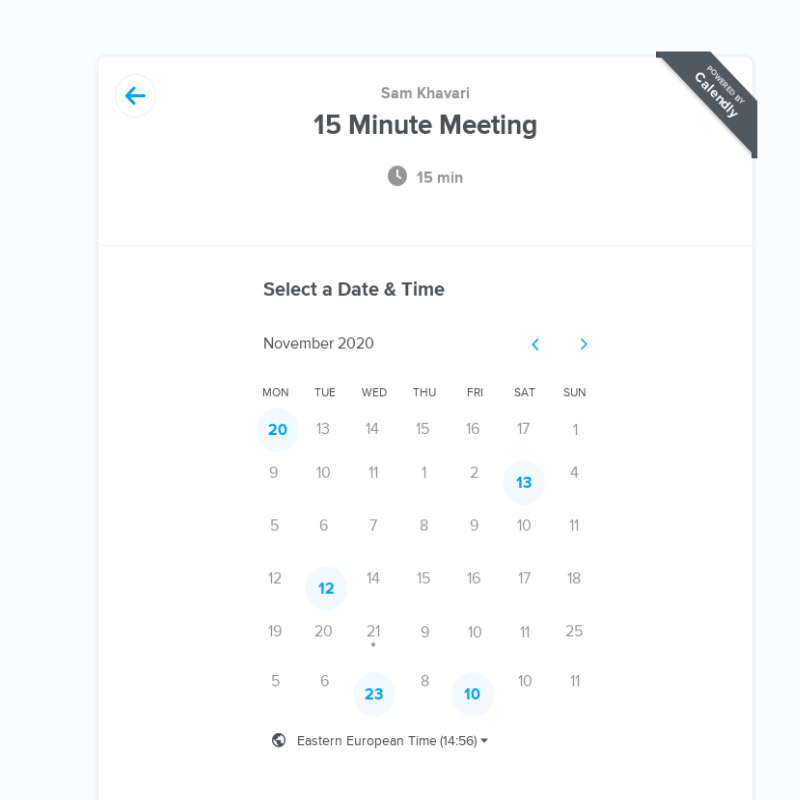 POWERED BY
Calendly
Sam Khavari
15 Minute Meeting
15 min
Select a Date & Time
November 2020
MON TUE WED THU FRI SAT SUN
20 13 14 15 16 17 1
9 10 11 1 2 13 4
5 6 7 8 9 10 11
12 12 14 15 16 17 18
19 20 21 9 10 11 25
5 6 23 8 10 10 11
Eastern European Time (14:56)